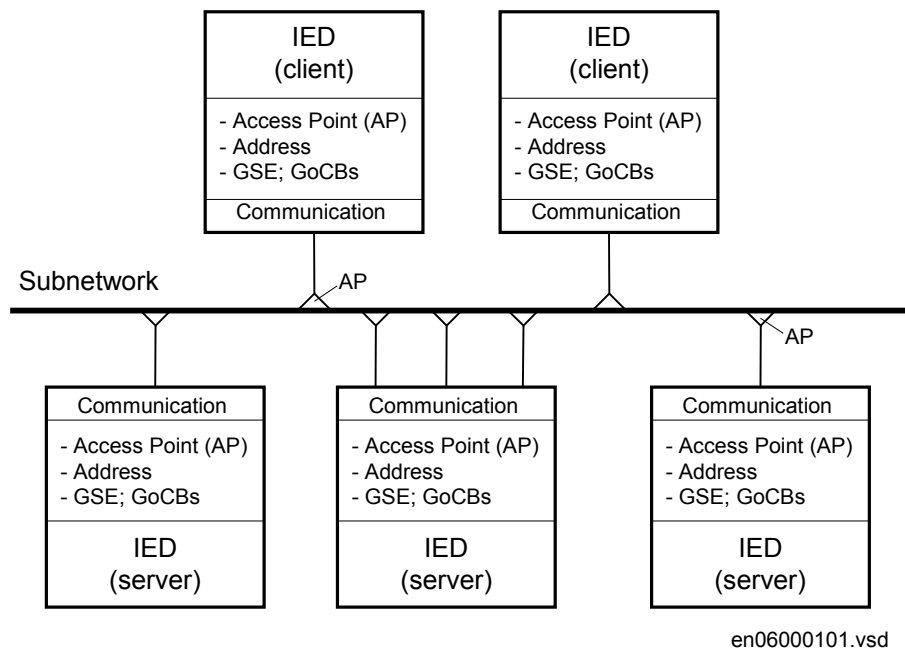 IED
(client)
- Access Point (AP)
- Address
- GSE; GoCBs
Communication
IED
(client)
- Access Point (AP)
- Address
- GSE; GoCBs
Communication
Subnetwork
AP
AP
Communication
- Access Point (AP)
- Address
- GSE; GoCBs
IED
(server)
Communication
- Access Point (AP)
- Address
- GSE; GoCBs
IED
(server)
Communication
- Access Point (AP)
- Address
- GSE; GoCBs
IED
(server)
en06000101.vsd